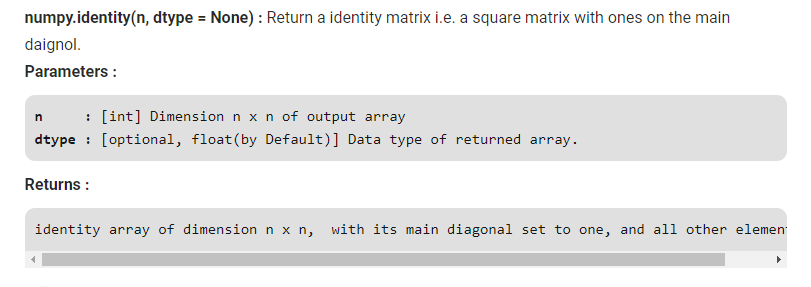 numpy.identity(n, dtype = None) : Return a identity matrix i.e. a square matrix with ones on the main
daignol.
Parameters :
n     : [int] Dimension n x n of output array
dtype : [optional, float(by Default)] Data type of returned array.
Returns :
identity array of dimension n x n,  with its main diagonal set to one, and all other